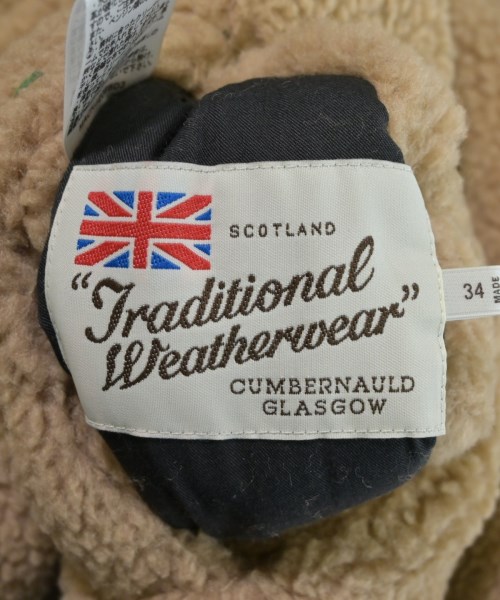 SCOTLAND
"Traditional
Weatherwear"
CUMBERNAULD
GLASGOW
34
MADE